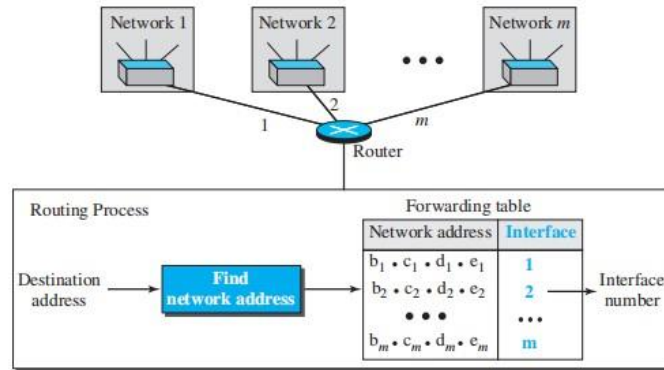 Network 1
Network 2
Network m
•••
1
2
m
Router
Routing Process
Forwarding table
Network address Interface
Destination
address
Find
network address
b₁ . c₁ . d₁ . e₁ 1
b₂ . c₂ . d₂ . e₂ 2
••• •••
bₘ . cₘ . dₘ . eₘ m
Interface
number